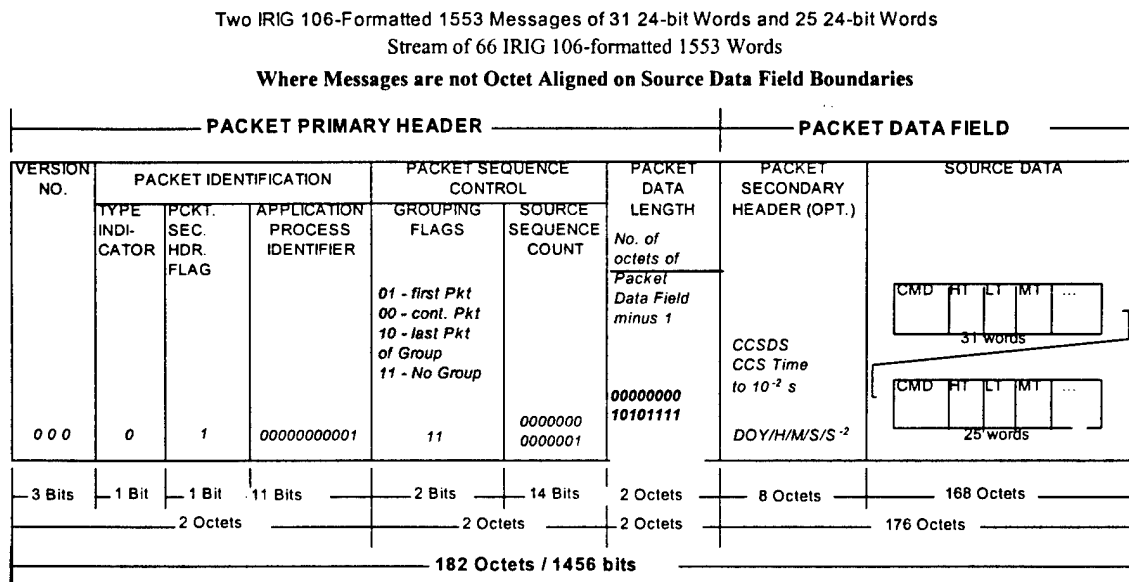 Two IRIG 106-Formatted 1553 Messages of 31 24-bit Words and 25 24-bit Words
Stream of 66 IRIG 106-formatted 1553 Words
Where Messages are not Octet Aligned on Source Data Field Boundaries
PACKET PRIMARY HEADER
PACKET DATA FIELD
VERSION NO.
PACKET IDENTIFICATION
PACKET SEQUENCE CONTROL
PACKET DATA LENGTH
PACKET SECONDARY HEADER (OPT.)
SOURCE DATA
TYPE INDI-CATOR
PCKT. SEC. HDR. FLAG
APPLICATION PROCESS IDENTIFIER
GROUPING FLAGS
SOURCE SEQUENCE COUNT
No. of octets of Packet Data Field minus 1
01 - first Pkt
00 - cont. Pkt
10 - last Pkt of Group
11 - No Group
CCSDS
CCS Time
to 10⁻² s
CMD HT LT MT ...
31 words
CMD HT LT MT ...
25 words
0 0 0
0
1
00000000001
11
0000000
0000001
00000000
10101111
DOY/H/M/S/S⁻²
3 Bits
1 Bit
1 Bit
11 Bits
2 Bits
14 Bits
2 Octets
8 Octets
168 Octets
2 Octets
2 Octets
2 Octets
176 Octets
182 Octets / 1456 bits